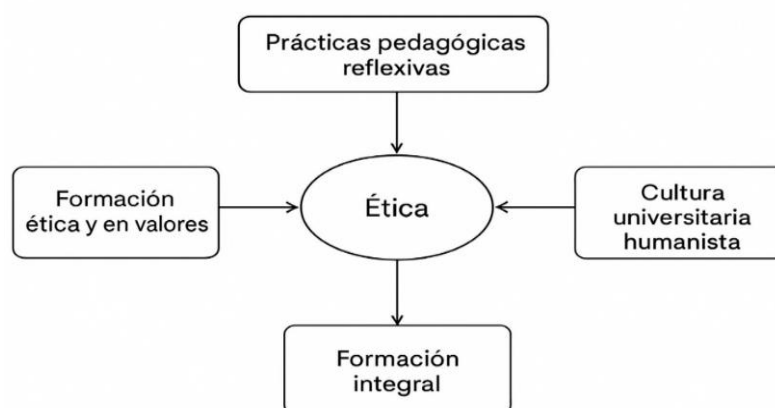 Prácticas pedagógicas
reflexivas
Formación
ética y en valores
Ética
Cultura
universitaria
humanista
Formación
integral